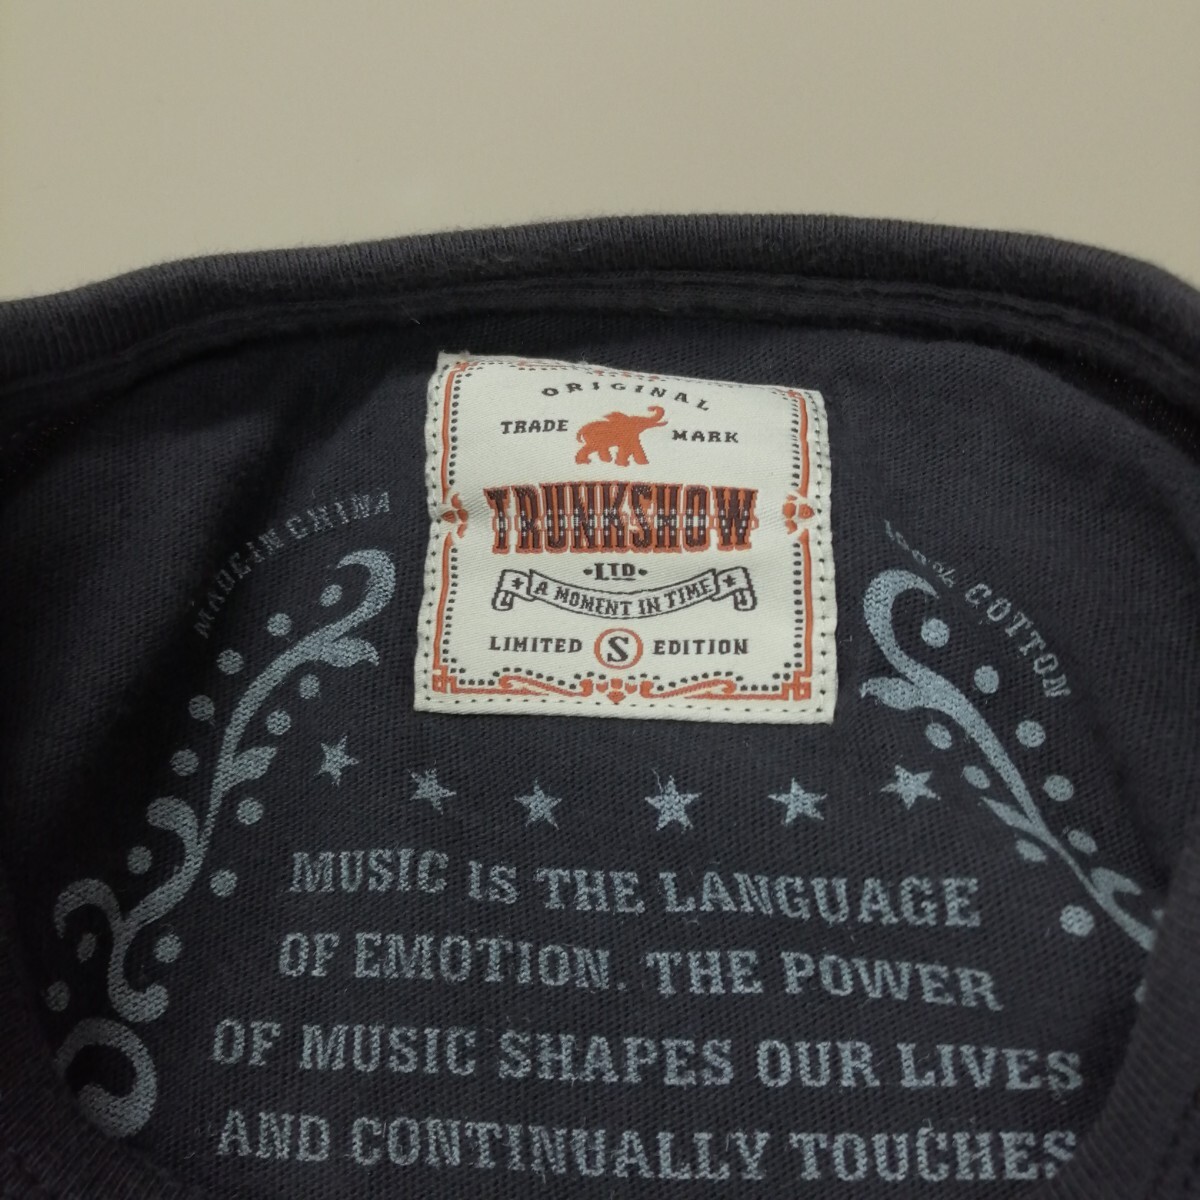 ORIGINAL
TRADE MARK
TRUNKSHOW
•LTD•
A MOMENT IN TIME
LIMITED S EDITION
MADE IN CHINA
100% COTTON
MUSIC IS THE LANGUAGE
OF EMOTION. THE POWER
OF MUSIC SHAPES OUR LIVES
AND CONTINUALLY TOUCHES